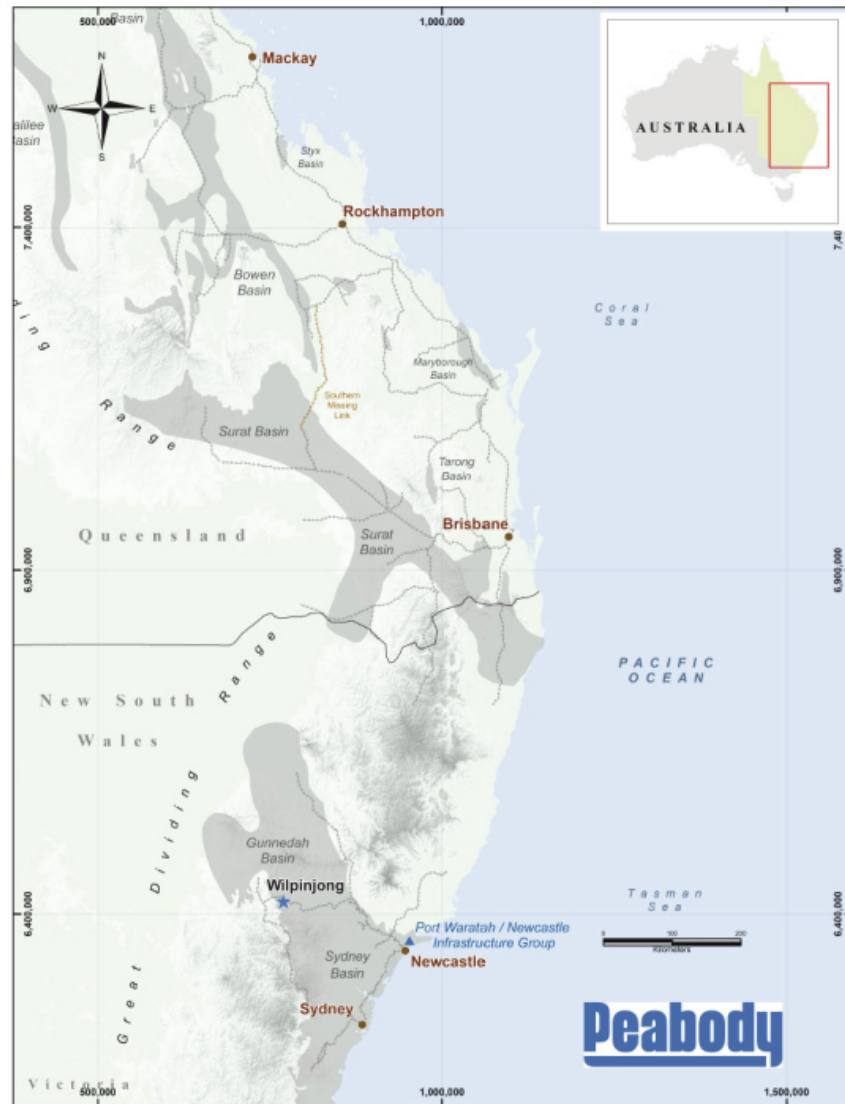 500,000
1,000,000
Basin
Mackay
N
W
E
S
alilee
Basin
AUSTRALIA
Styx
Basin
Rockhampton
7,400,000
7,40
Bowen
Basin
Coral
Sea
ding
Maryborough
Basin
Southern
Missing
Link
Range
Surat Basin
Tarong
Basin
Queensland
Surat
Basin
Brisbane
6,900,000
6,900,000
PACIFIC
OCEAN
New South
Wales
Great Dividing Range
Gunnedah
Basin
Wilpinjong
Tasman
Sea
6,400,000
6,400,000
Port Waratah / Newcastle
Infrastructure Group
0 100 200
Kilometers
Sydney
Basin
Newcastle
Sydney
Peabody
Victoria
500,000
1,000,000
1,500,000